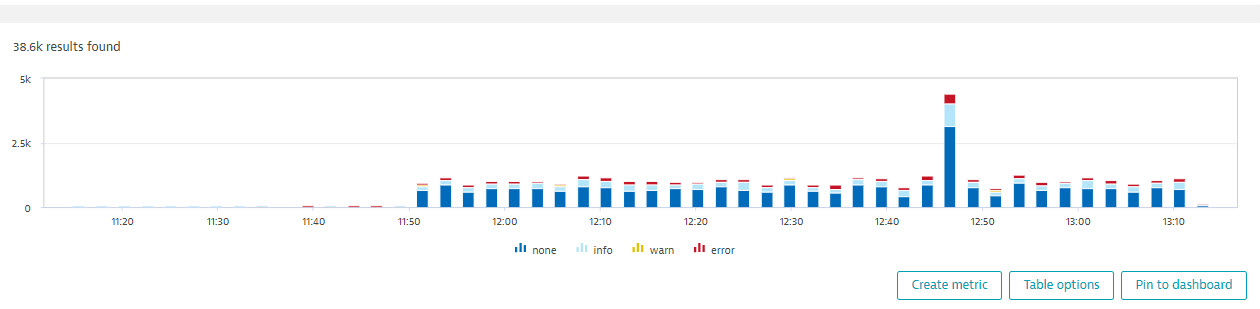 38.6k results found
5k
2.5k
0
11:20 11:30 11:40 11:50 12:00 12:10 12:20 12:30 12:40 12:50 13:00 13:10
none info warn error
Create metric Table options Pin to dashboard